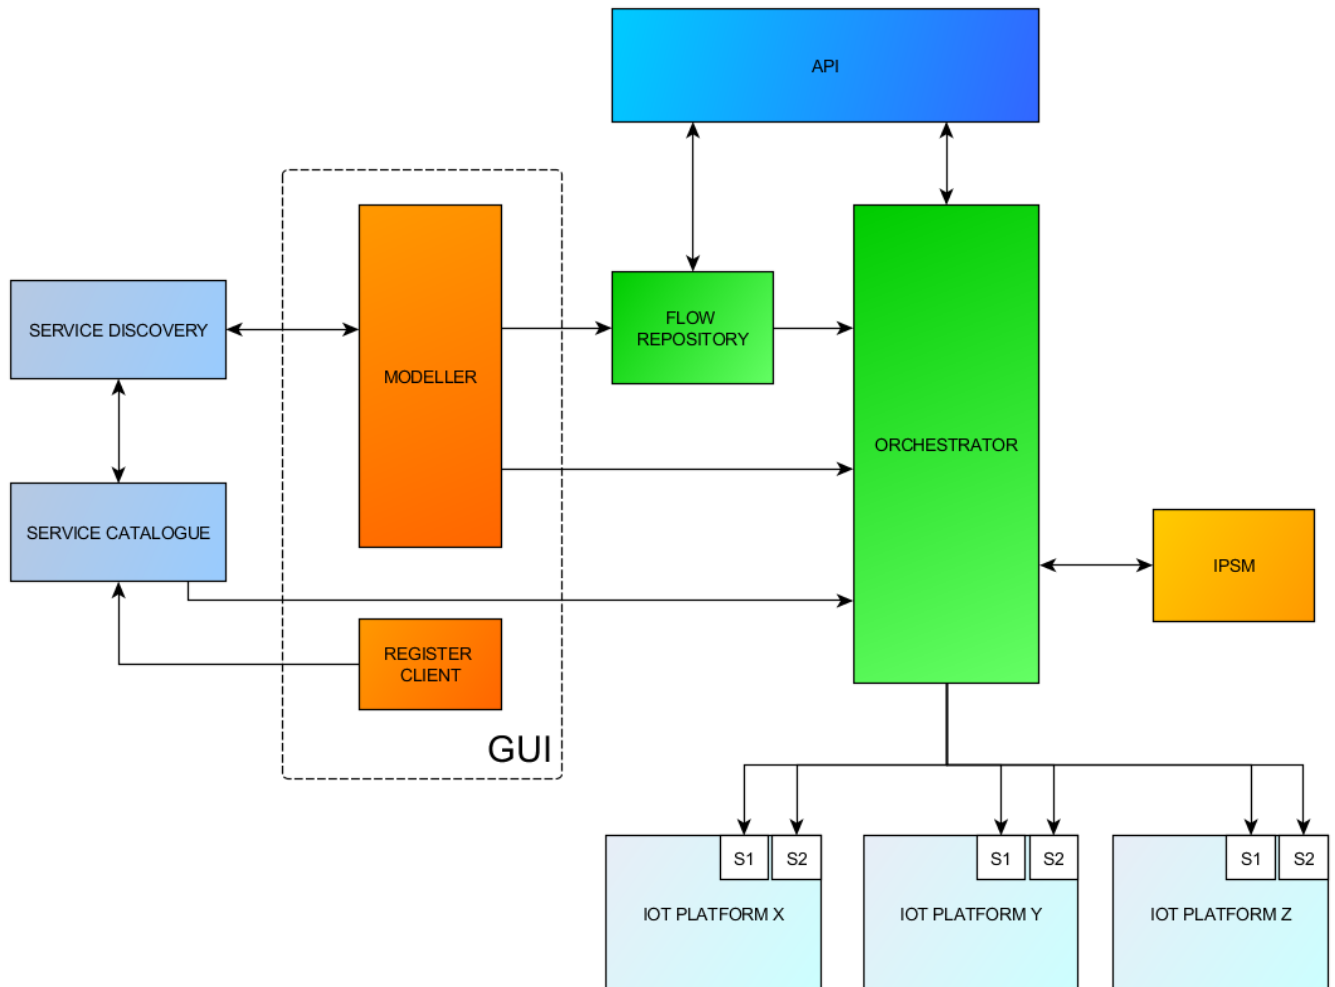 API
SERVICE DISCOVERY
MODELLER
FLOW
REPOSITORY
ORCHESTRATOR
SERVICE CATALOGUE
IPSM
REGISTER
CLIENT
GUI
S1
S2
IOT PLATFORM X
S1
S2
IOT PLATFORM Y
S1
S2
IOT PLATFORM Z